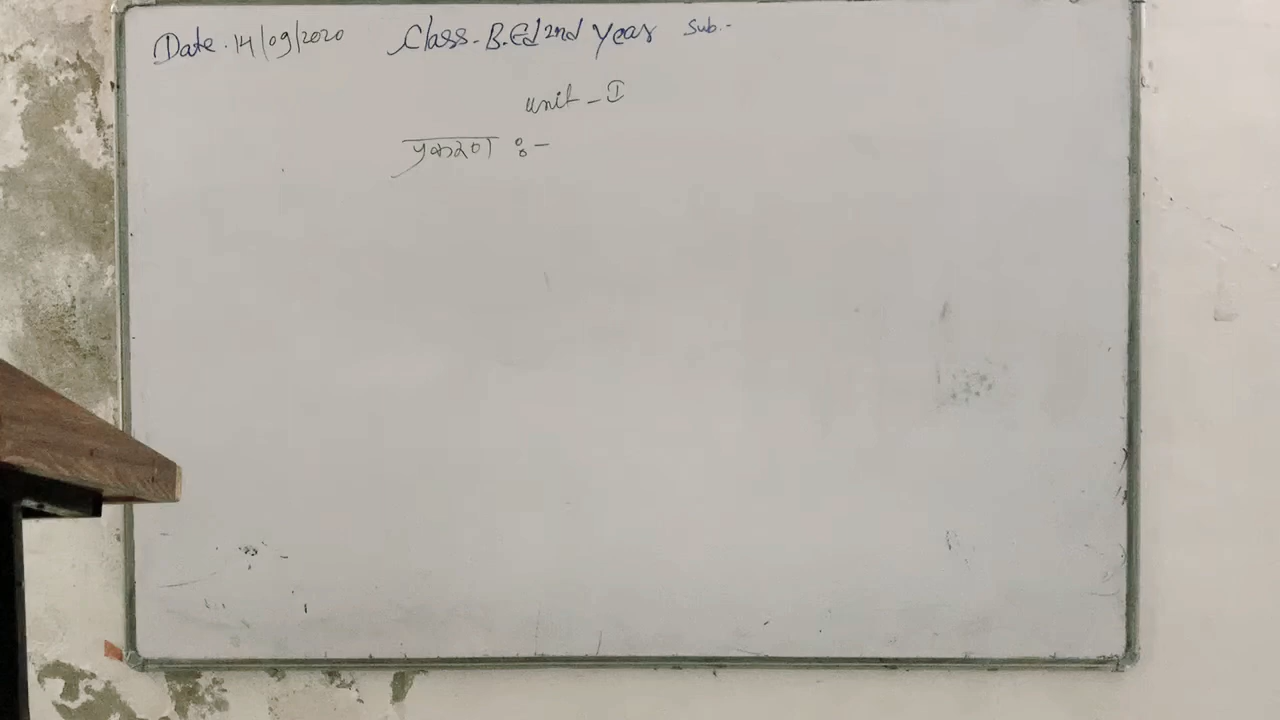 Date. 14/09/2020 Class- B.Ed 2nd Year Sub.-
unit - I
प्रकरण :-